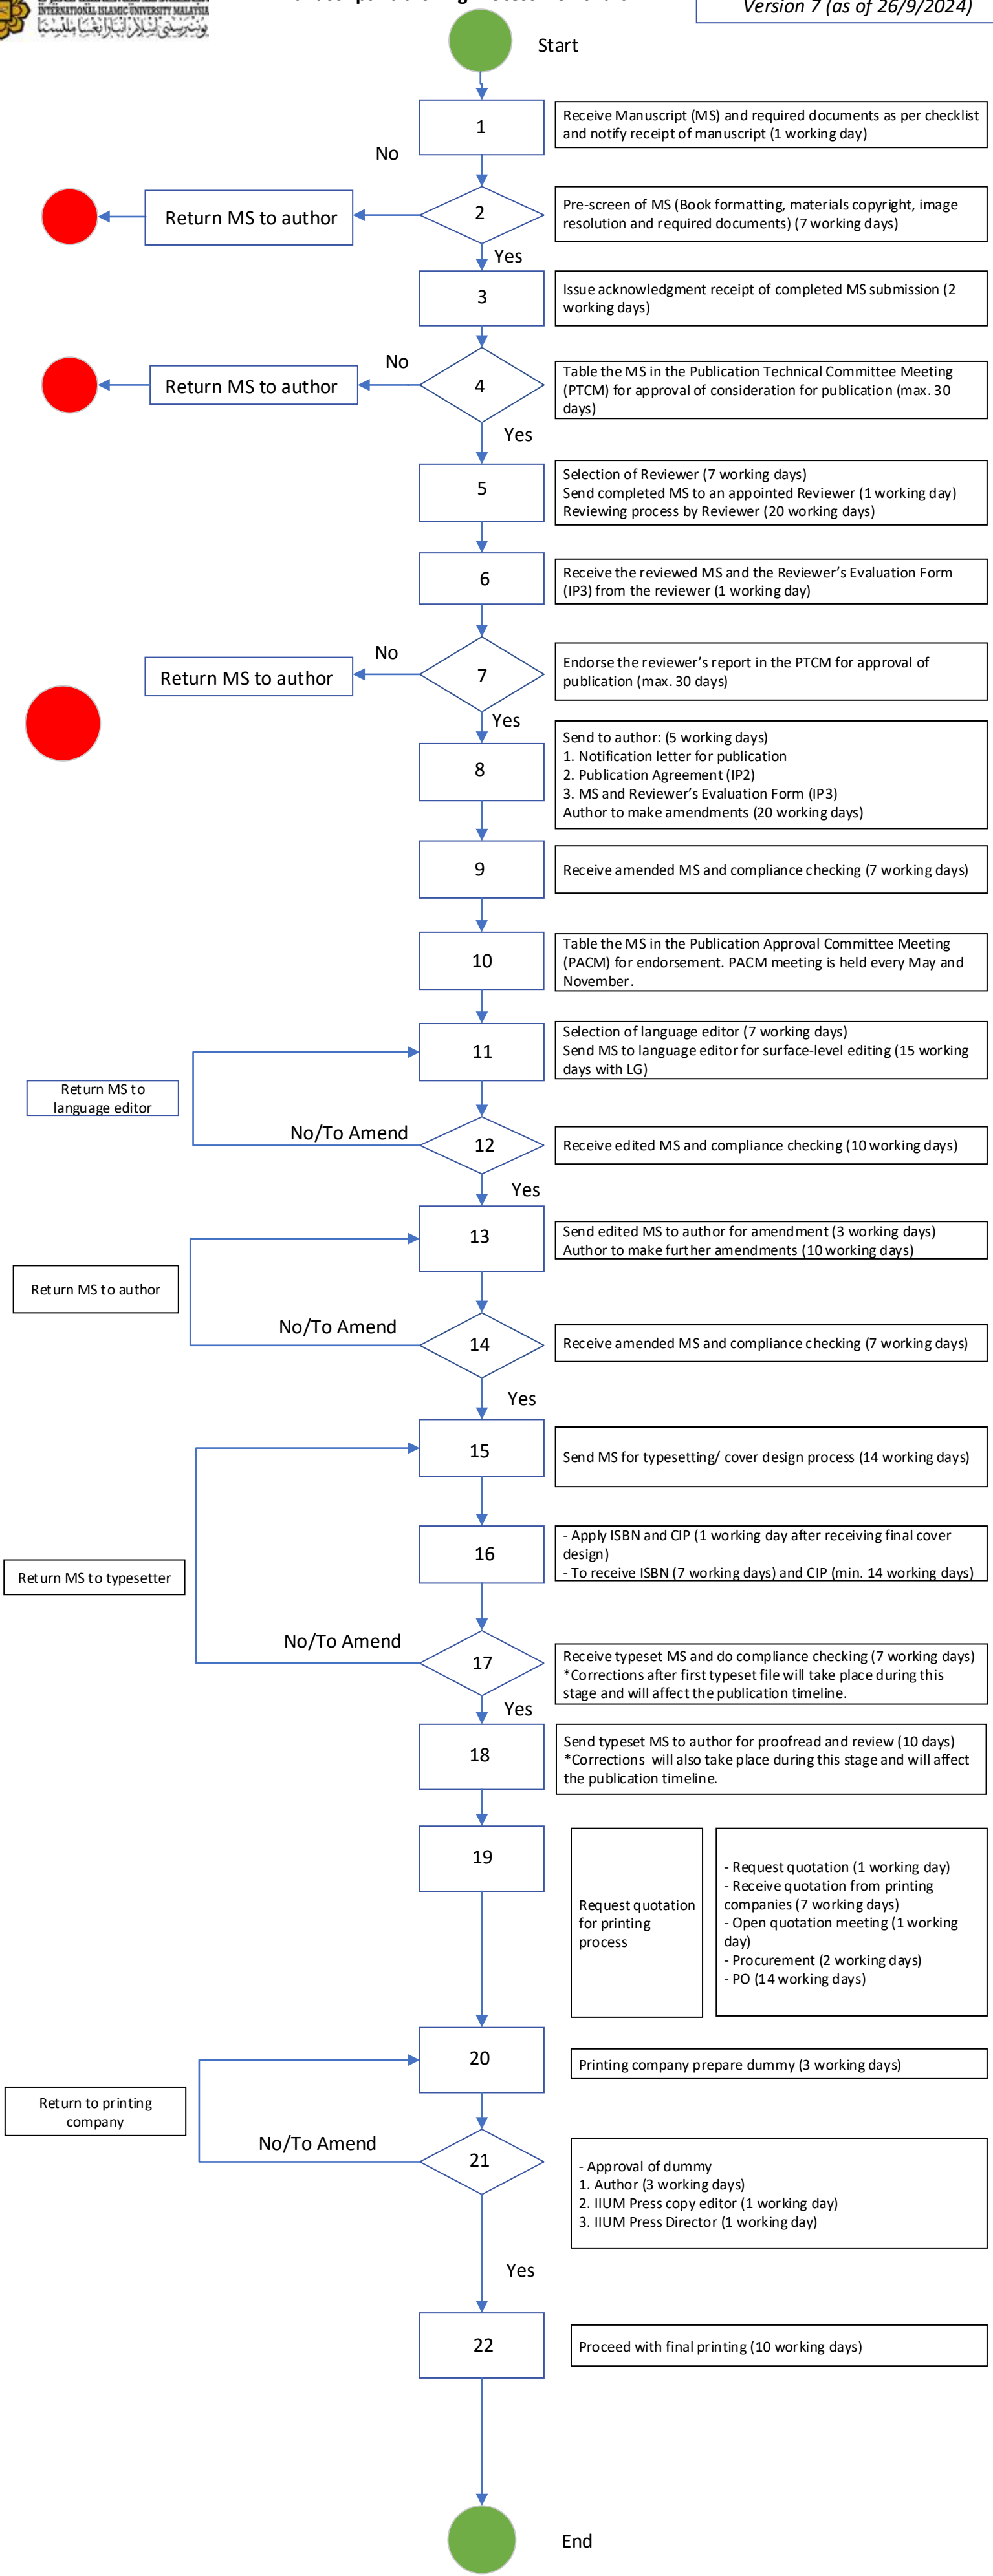 INTERNATIONAL ISLAMIC UNIVERSITY MALAYSIA
Version 7 (as of 26/9/2024)
Start
1
Receive Manuscript (MS) and required documents as per checklist
and notify receipt of manuscript (1 working day)
No
Return MS to author
2
Pre-screen of MS (Book formatting, materials copyright, image
resolution and required documents) (7 working days)
Yes
3
Issue acknowledgment receipt of completed MS submission (2
working days)
No
Return MS to author
4
Table the MS in the Publication Technical Committee Meeting
(PTCM) for approval of consideration for publication (max. 30
days)
Yes
5
Selection of Reviewer (7 working days)
Send completed MS to an appointed Reviewer (1 working day)
Reviewing process by Reviewer (20 working days)
6
Receive the reviewed MS and the Reviewer’s Evaluation Form
(IP3) from the reviewer (1 working day)
No
Return MS to author
7
Endorse the reviewer’s report in the PTCM for approval of
publication (max. 30 days)
Yes
8
Send to author: (5 working days)
1. Notification letter for publication
2. Publication Agreement (IP2)
3. MS and Reviewer’s Evaluation Form (IP3)
Author to make amendments (20 working days)
9
Receive amended MS and compliance checking (7 working days)
10
Table the MS in the Publication Approval Committee Meeting
(PACM) for endorsement. PACM meeting is held every May and
November.
11
Selection of language editor (7 working days)
Send MS to language editor for surface-level editing (15 working
days with LG)
Return MS to
language editor
No/To Amend
12
Receive edited MS and compliance checking (10 working days)
Yes
13
Send edited MS to author for amendment (3 working days)
Author to make further amendments (10 working days)
Return MS to author
No/To Amend
14
Receive amended MS and compliance checking (7 working days)
Yes
15
Send MS for typesetting/ cover design process (14 working days)
16
- Apply ISBN and CIP (1 working day after receiving final cover
design)
- To receive ISBN (7 working days) and CIP (min. 14 working days)
Return MS to typesetter
No/To Amend
17
Receive typeset MS and do compliance checking (7 working days)
*Corrections after first typeset file will take place during this
stage and will affect the publication timeline.
Yes
18
Send typeset MS to author for proofread and review (10 days)
*Corrections will also take place during this stage and will affect
the publication timeline.
19
Request quotation
for printing
process
- Request quotation (1 working day)
- Receive quotation from printing
companies (7 working days)
- Open quotation meeting (1 working
day)
- Procurement (2 working days)
- PO (14 working days)
20
Printing company prepare dummy (3 working days)
Return to printing
company
No/To Amend
21
- Approval of dummy
1. Author (3 working days)
2. IIUM Press copy editor (1 working day)
3. IIUM Press Director (1 working day)
Yes
22
Proceed with final printing (10 working days)
End